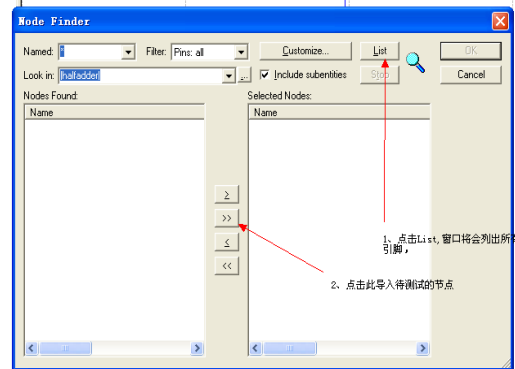 Node Finder
Named: * Filter: Pins: all Customize... List OK
Look in: |halfadder| ... Include subentities Stop Cancel
Nodes Found: Selected Nodes:
Name Name
≥
>>
≤
<<
1、点击List,窗口将会列出所
引脚，
2、点击此导入待测试的节点